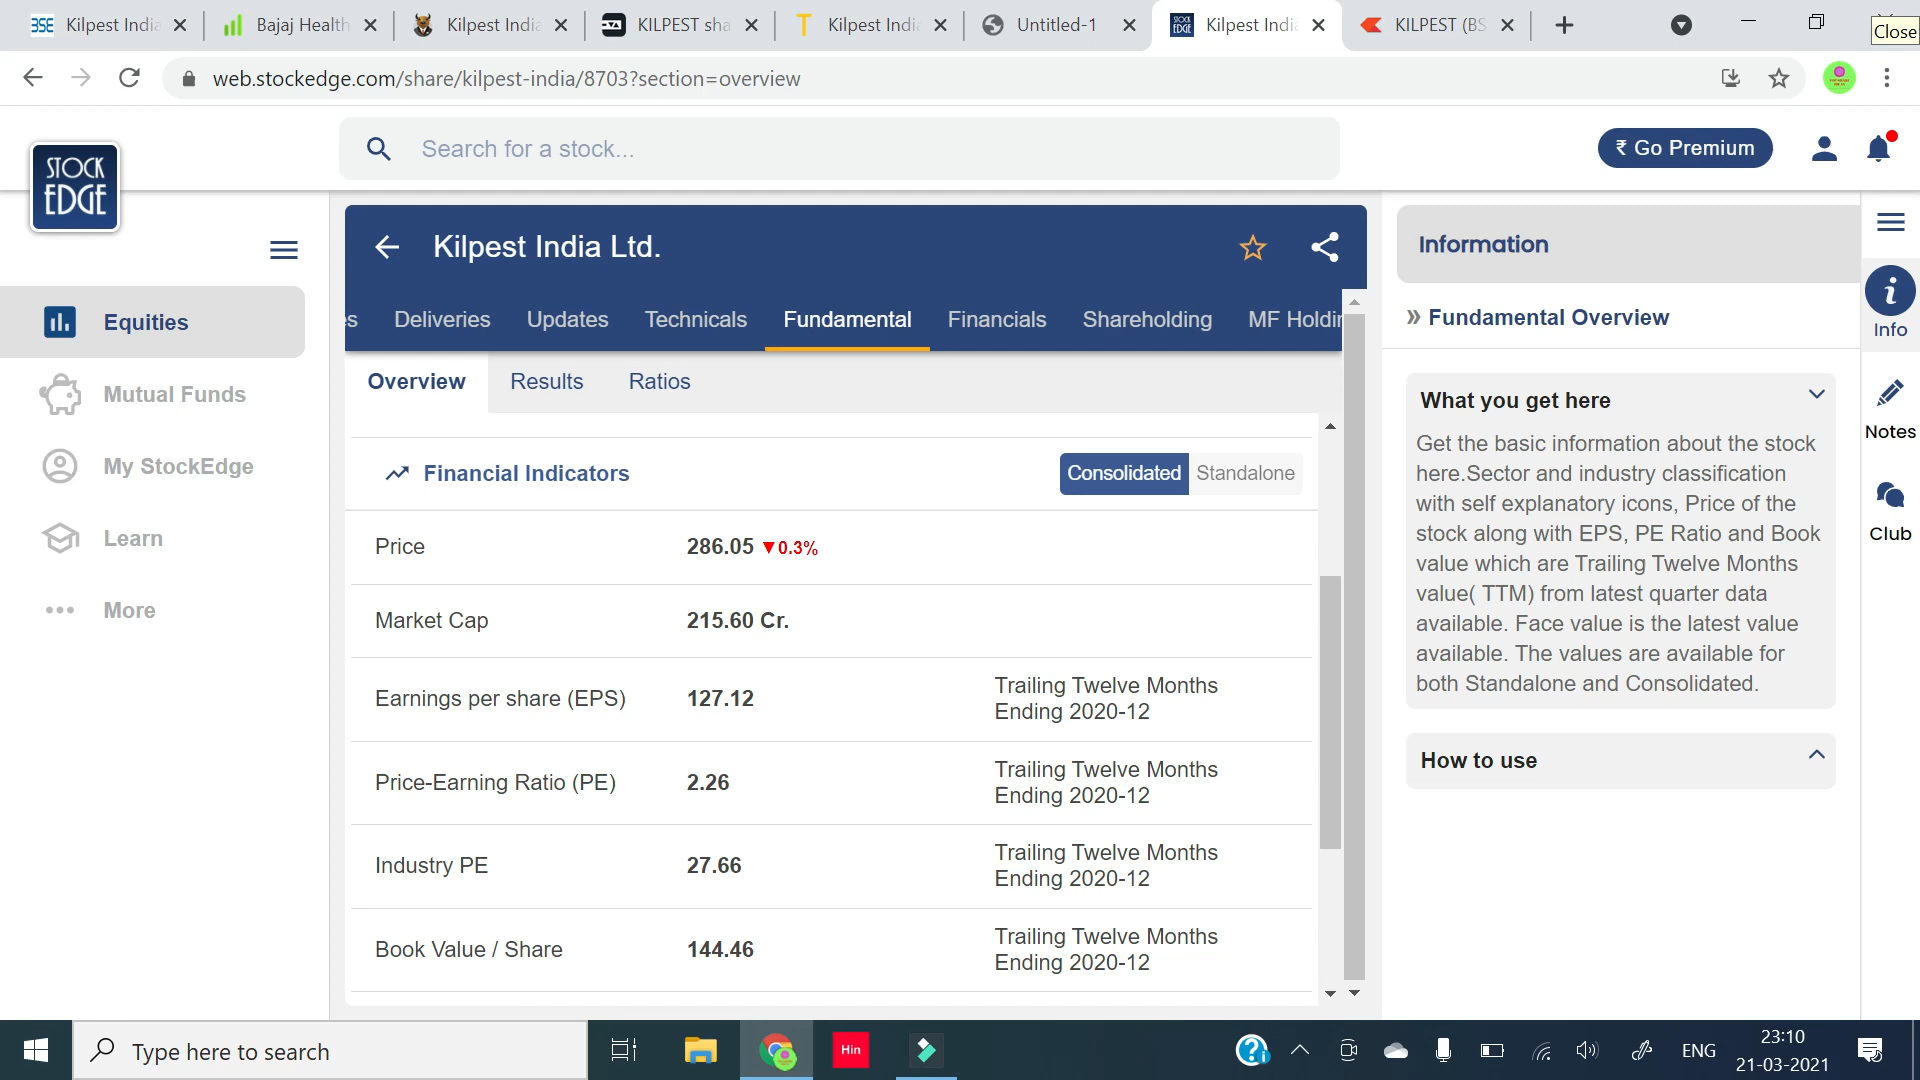 Kilpest India
Bajaj Health
Kilpest India
KILPEST sha
Kilpest India
Untitled-1
Kilpest India
KILPEST (BS
Close
web.stockedge.com/share/kilpest-india/8703?section=overview
STOCK
EDGE
Search for a stock...
₹ Go Premium
Equities
Mutual Funds
My StockEdge
Learn
More
Kilpest India Ltd.
Deliveries Updates Technicals Fundamental Financials Shareholding MF Holdin
Overview Results Ratios
Financial Indicators
Consolidated Standalone
Price 286.05 ▼0.3%
Market Cap 215.60 Cr.
Earnings per share (EPS) 127.12 Trailing Twelve Months
Ending 2020-12
Price-Earning Ratio (PE) 2.26 Trailing Twelve Months
Ending 2020-12
Industry PE 27.66 Trailing Twelve Months
Ending 2020-12
Book Value / Share 144.46 Trailing Twelve Months
Ending 2020-12
Information
» Fundamental Overview
What you get here
Get the basic information about the stock
here.Sector and industry classification
with self explanatory icons, Price of the
stock along with EPS, PE Ratio and Book
value which are Trailing Twelve Months
value( TTM) from latest quarter data
available. Face value is the latest value
available. The values are available for
both Standalone and Consolidated.
How to use
Info
Notes
Club
Type here to search
Hin
ENG
23:10
21-03-2021